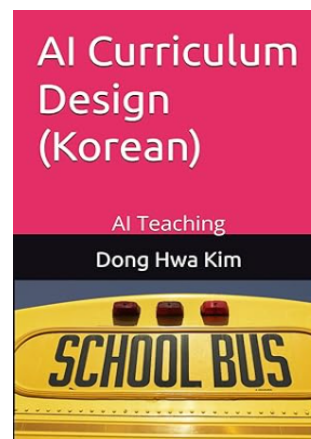 AI Curriculum
Design
(Korean)
AI Teaching
Dong Hwa Kim
SCHOOL BUS